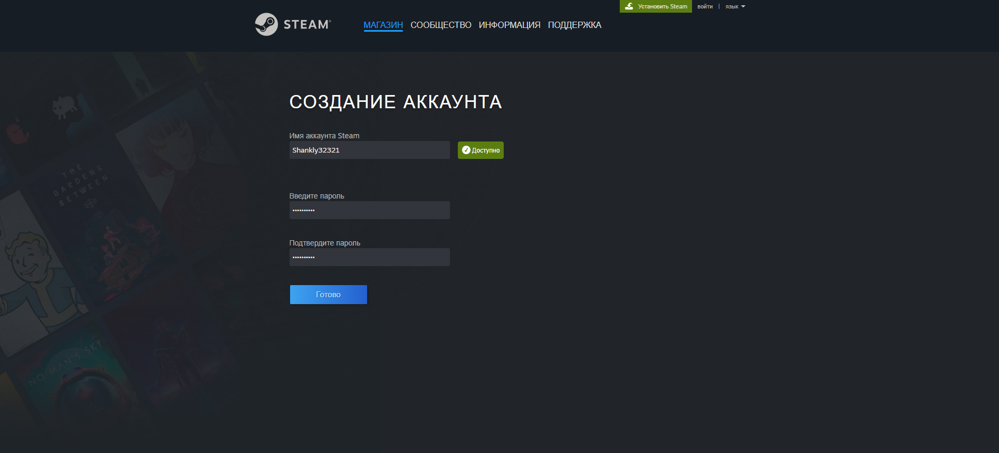 Установить Steam
войти | язык
STEAM®
МАГАЗИН СООБЩЕСТВО ИНФОРМАЦИЯ ПОДДЕРЖКА
СОЗДАНИЕ АККАУНТА
Имя аккаунта Steam
Shankly32321
Доступно
Введите пароль
••••••••••
Подтвердите пароль
••••••••••
Готово
THE
GARDENS
BETWEEN
NO MAN'S SKY